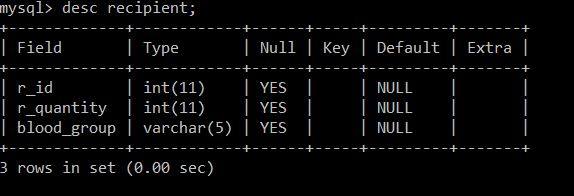 mysql> desc recipient;
+-------------+------------+------+-----+---------+-------+
| Field       | Type       | Null | Key | Default | Extra |
+-------------+------------+------+-----+---------+-------+
| r_id        | int(11)    | YES  |     | NULL    |       |
| r_quantity  | int(11)    | YES  |     | NULL    |       |
| blood_group | varchar(5) | YES  |     | NULL    |       |
+-------------+------------+------+-----+---------+-------+
3 rows in set (0.00 sec)